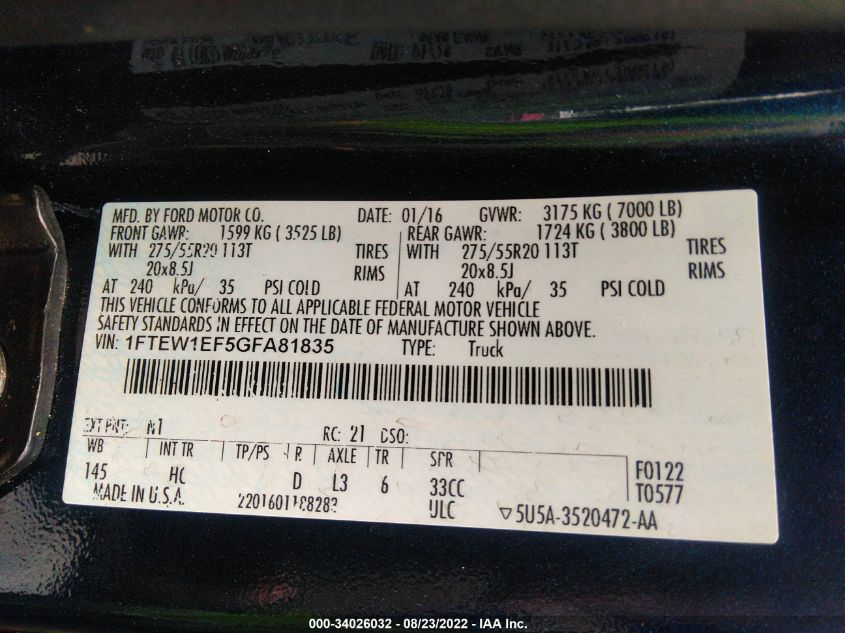 MFD. BY FORD MOTOR CO. DATE: 01/16 GVWR: 3175 KG ( 7000 LB)
FRONT GAWR: 1599 KG ( 3525 LB) REAR GAWR: 1724 KG ( 3800 LB)
WITH 275/55R20 113T TIRES WITH 275/55R20 113T TIRES
20x8.5J RIMS 20x8.5J RIMS
AT 240 kPa/ 35 PSI COLD AT 240 kPa/ 35 PSI COLD
THIS VEHICLE CONFORMS TO ALL APPLICABLE FEDERAL MOTOR VEHICLE
SAFETY STANDARDS IN EFFECT ON THE DATE OF MANUFACTURE SHOWN ABOVE.
VIN: 1FTEW1EF5GFA81835 TYPE: Truck
EXT PNT: N1 RC: 21 DSO:
WB INT TR TP/PS R AXLE TR SPR
145 HC D L3 6 33CC F0122
MADE IN U.S.A. ULC T0577
▽5U5A-3520472-AA
000-34026032 - 08/23/2022 - IAA Inc.